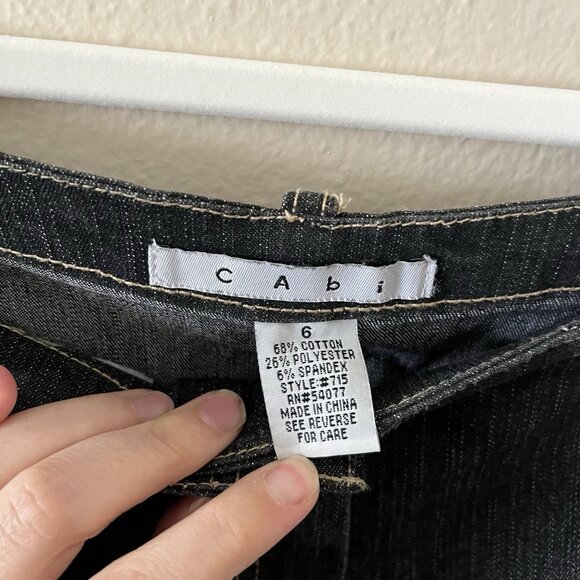 CAbi
6
68% COTTON
26% POLYESTER
6% SPANDEX
STYLE:#715
RN#54077
MADE IN CHINA
SEE REVERSE
FOR CARE